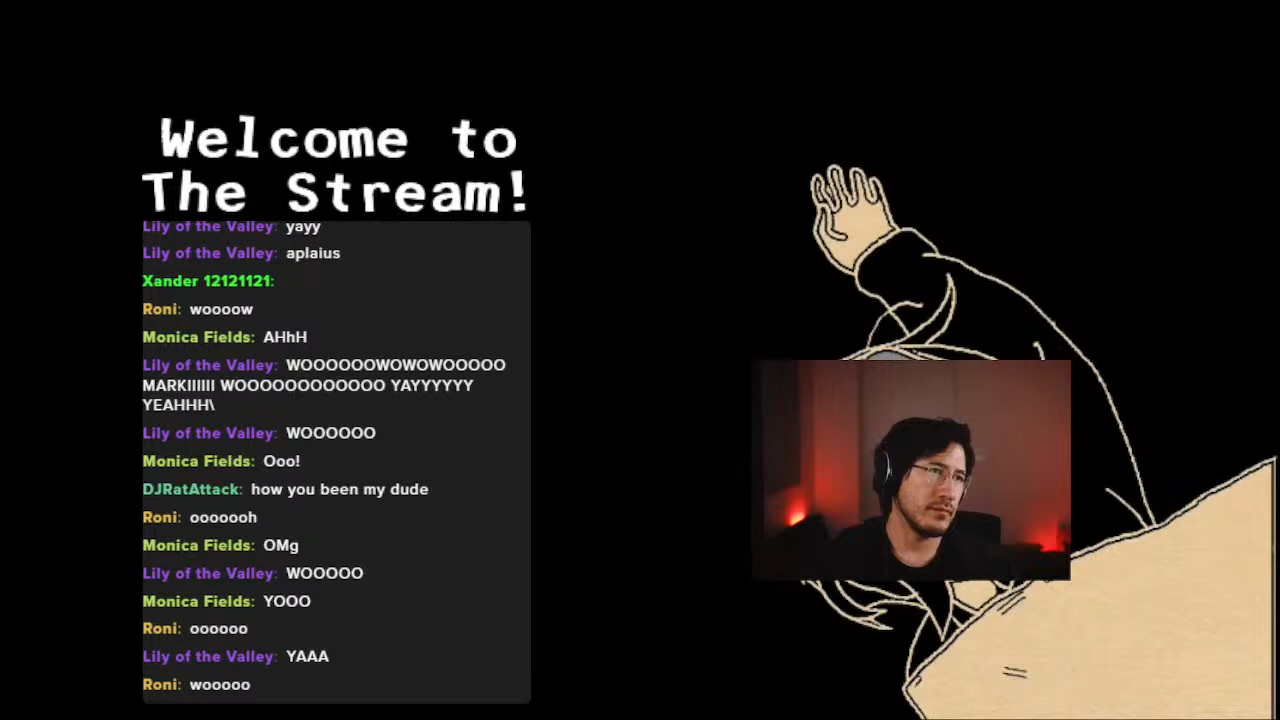 Welcome to
The Stream!
Lily of the Valley: yayy
Lily of the Valley: aplaius
Xander 12121121:
Roni: woooow
Monica Fields: AHhH
Lily of the Valley: WOOOOOOWOWOWOOOOO
MARKIIIIII WOOOOOOOOOOOO YAYYYYYY
YEAHHH\
Lily of the Valley: WOOOOOO
Monica Fields: Ooo!
DJRatAttack: how you been my dude
Roni: ooooooh
Monica Fields: OMg
Lily of the Valley: WOOOOO
Monica Fields: YOOO
Roni: oooooo
Lily of the Valley: YAAA
Roni: wooooo